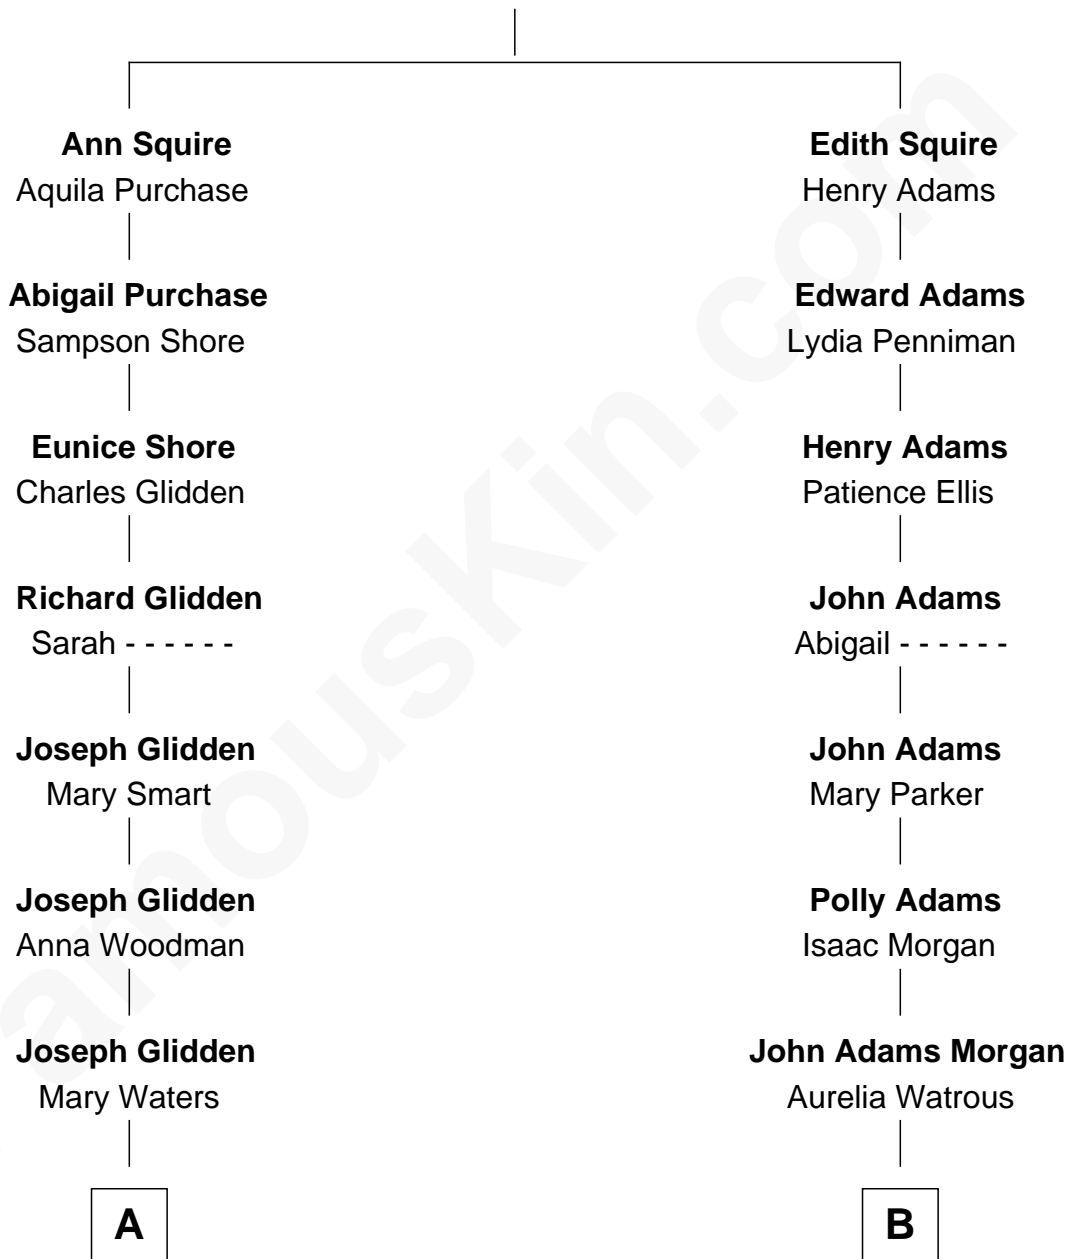 Ann Squire
Aquila Purchase
Abigail Purchase
Sampson Shore
Eunice Shore
Charles Glidden
Richard Glidden
Sarah - - - - - -
Joseph Glidden
Mary Smart
Joseph Glidden
Anna Woodman
Joseph Glidden
Mary Waters
A
Edith Squire
Henry Adams
Edward Adams
Lydia Penniman
Henry Adams
Patience Ellis
John Adams
Abigail - - - - - -
John Adams
Mary Parker
Polly Adams
Isaac Morgan
John Adams Morgan
Aurelia Watrous
B
amousKin.com